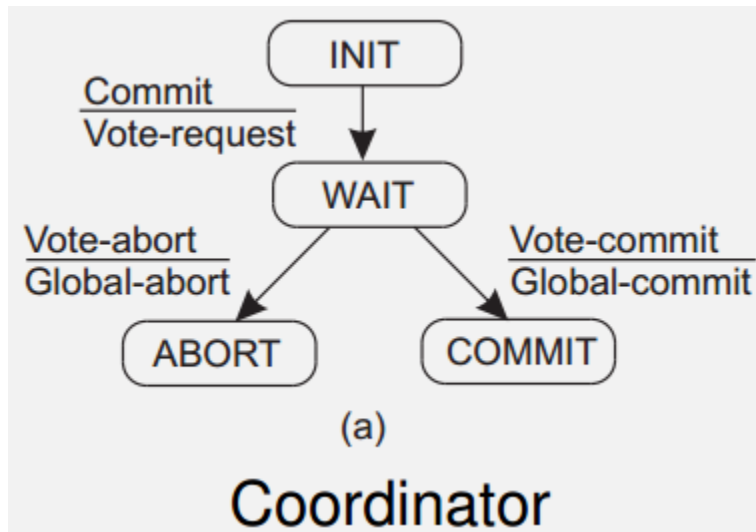 INIT
Commit
Vote-request
WAIT
Vote-abort
Global-abort
Vote-commit
Global-commit
ABORT
COMMIT
(a)
Coordinator